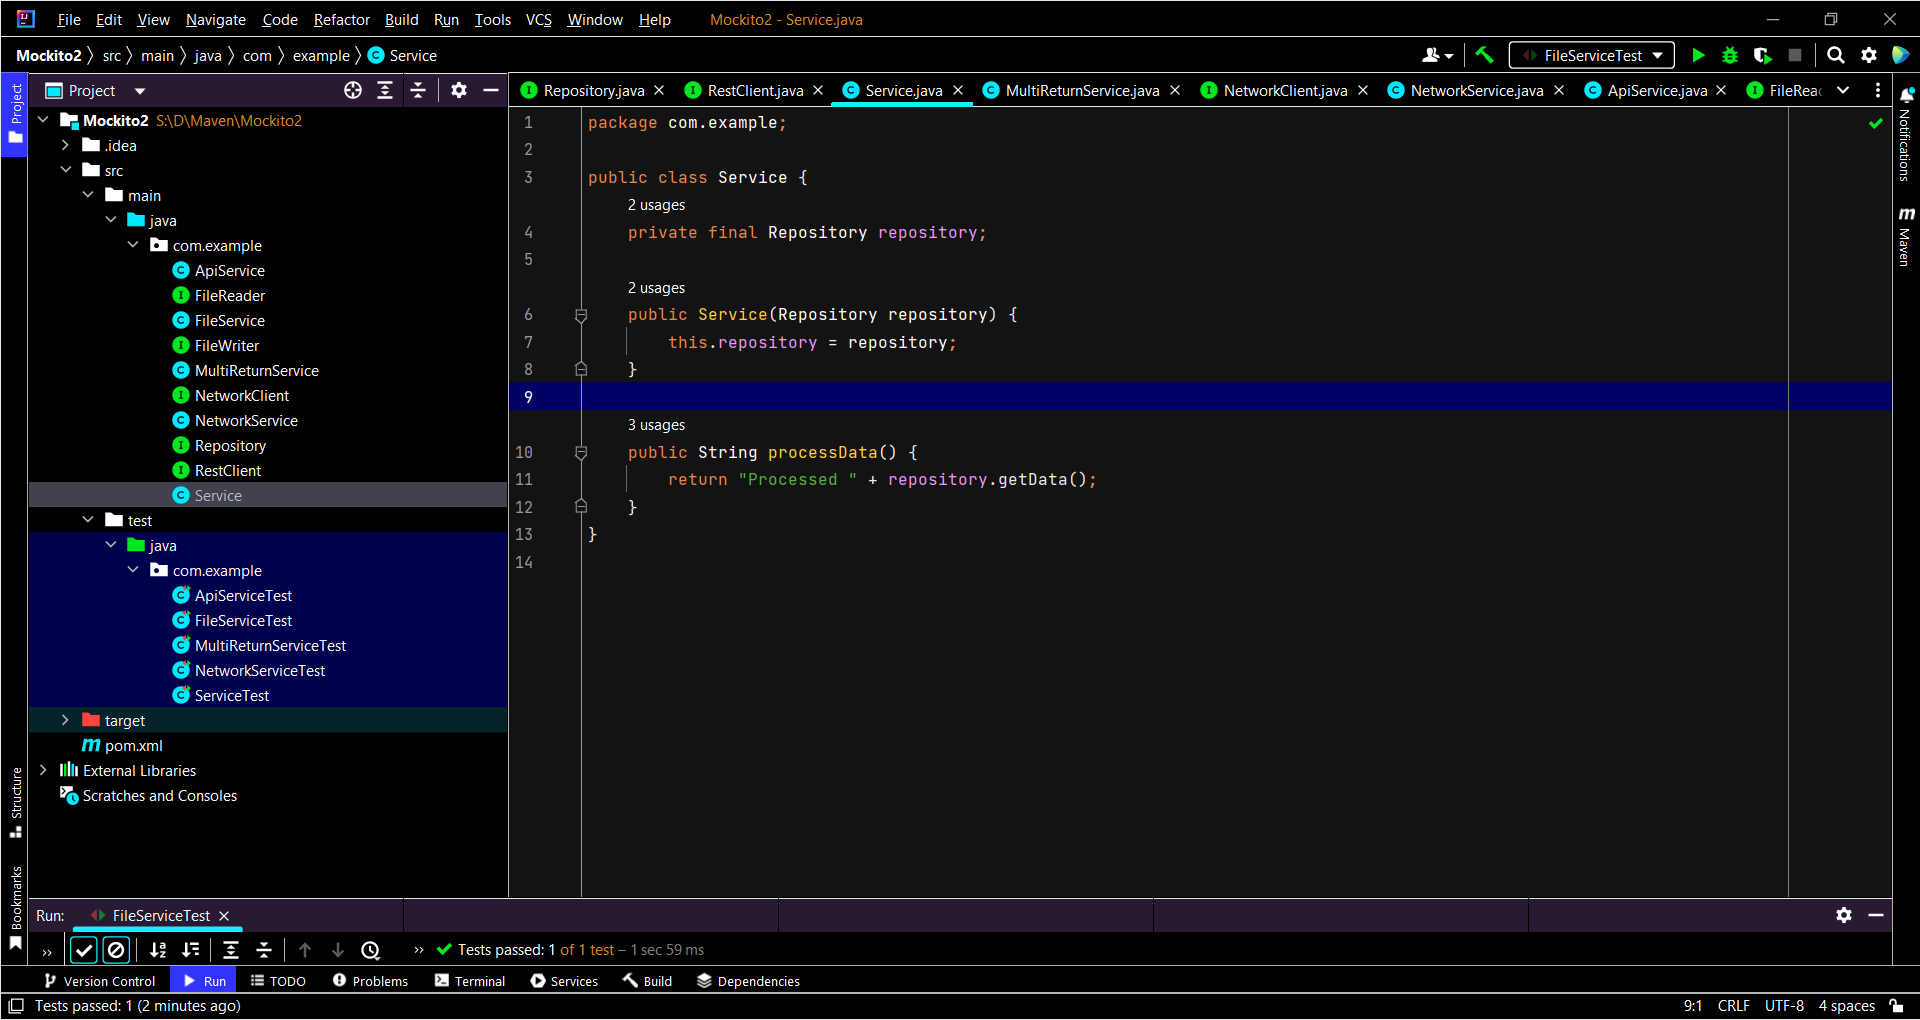 File Edit View Navigate Code Refactor Build Run Tools VCS Window Help Mockito2 - Service.java
Mockito2 src main java com example Service FileServiceTest
Project
Repository.java RestClient.java Service.java MultiReturnService.java NetworkClient.java NetworkService.java ApiService.java FileRea
Project
Mockito2 S:\D\Maven\Mockito2
.idea
src
main
java
com.example
ApiService
FileReader
FileService
FileWriter
MultiReturnService
NetworkClient
NetworkService
Repository
RestClient
Service
test
java
com.example
ApiServiceTest
FileServiceTest
MultiReturnServiceTest
NetworkServiceTest
ServiceTest
target
pom.xml
External Libraries
Scratches and Consoles
Structure
Bookmarks
1 package com.example;
2
3 public class Service {
2 usages
4 private final Repository repository;
5
2 usages
6 public Service(Repository repository) {
7 this.repository = repository;
8 }
9
3 usages
10 public String processData() {
11 return "Processed " + repository.getData();
12 }
13 }
14
Notifications
Maven
Run: FileServiceTest
Tests passed: 1 of 1 test – 1 sec 59 ms
Version Control Run TODO Problems Terminal Services Build Dependencies
Tests passed: 1 (2 minutes ago) 9:1 CRLF UTF-8 4 spaces